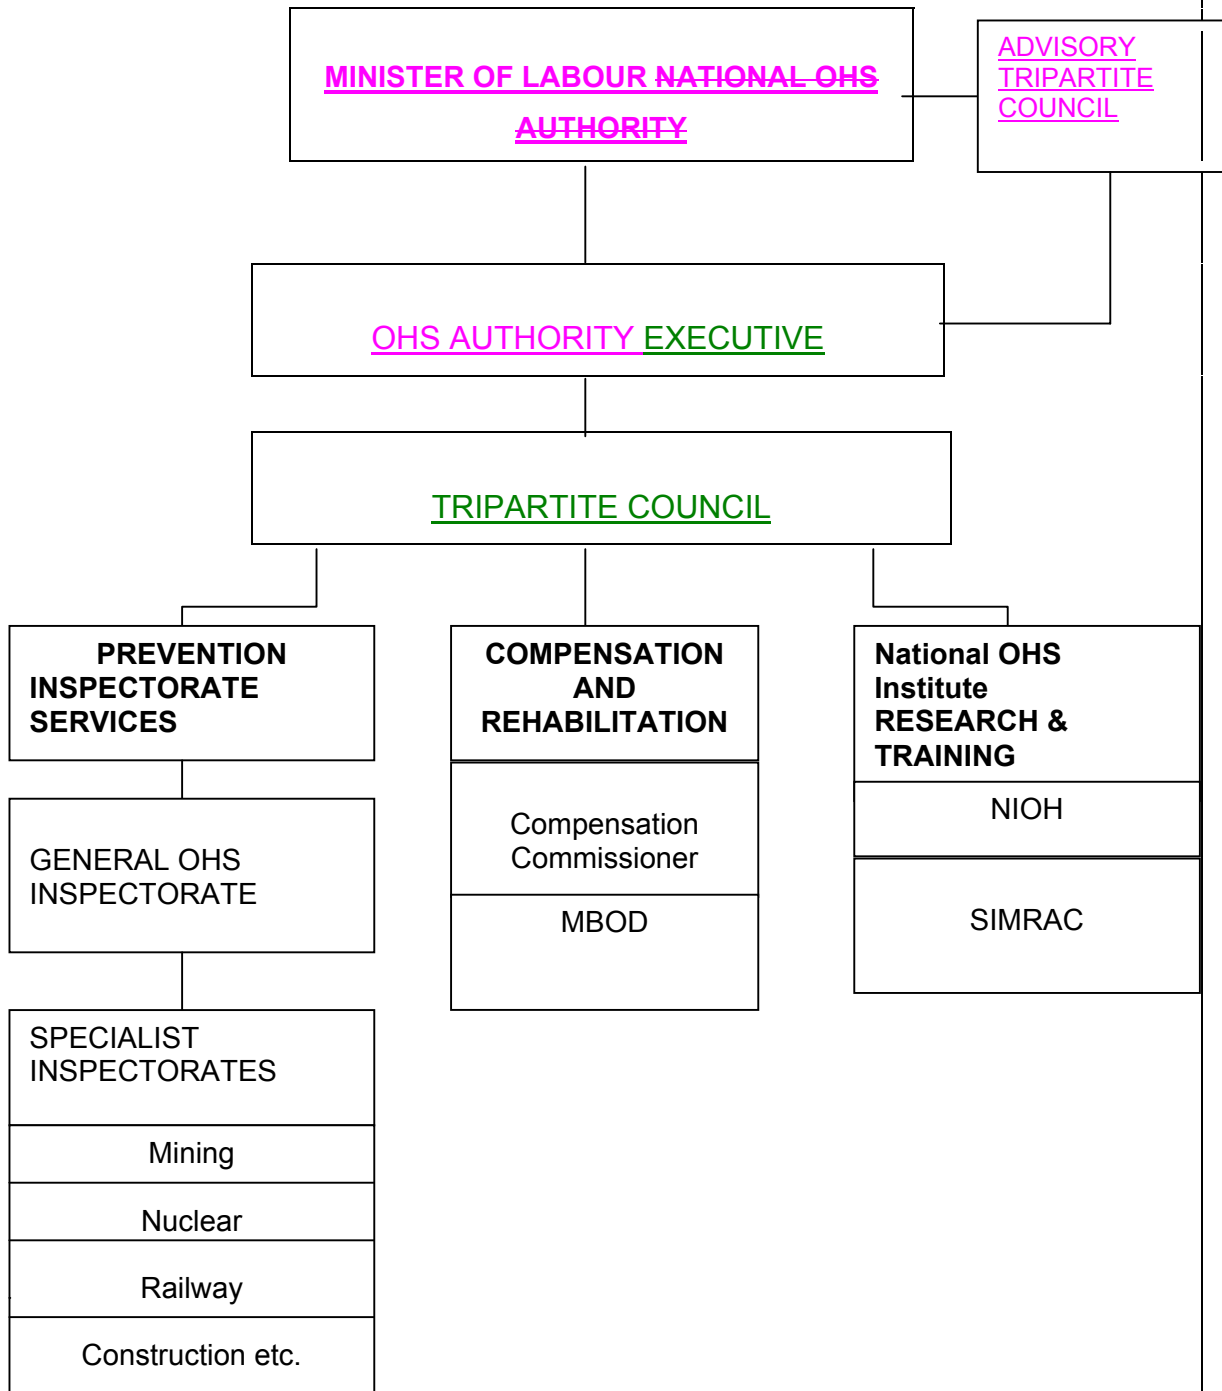 MINISTER OF LABOUR NATIONAL OHS
AUTHORITY
ADVISORY
TRIPARTITE
COUNCIL
OHS AUTHORITY EXECUTIVE
TRIPARTITE COUNCIL
PREVENTION
INSPECTORATE
SERVICES
GENERAL OHS
INSPECTORATE
SPECIALIST
INSPECTORATES
Mining
Nuclear
Railway
Construction etc.
COMPENSATION
AND
REHABILITATION
Compensation
Commissioner
MBOD
National OHS
Institute
RESEARCH &
TRAINING
NIOH
SIMRAC